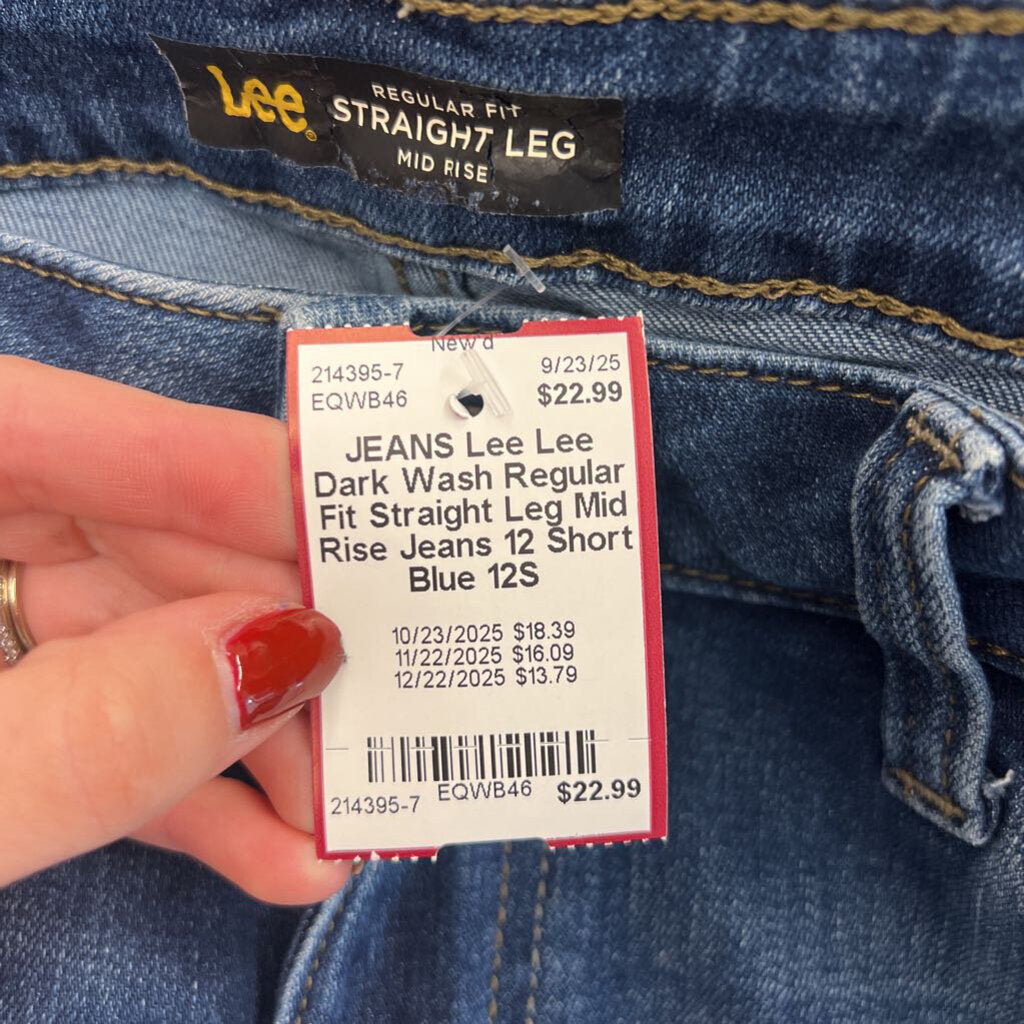 Lee®
REGULAR FIT
STRAIGHT LEG
MID RISE
New'd
214395-7
9/23/25
EQWB46
$22.99
JEANS Lee Lee
Dark Wash Regular
Fit Straight Leg Mid
Rise Jeans 12 Short
Blue 12S
10/23/2025 $18.39
11/22/2025 $16.09
12/22/2025 $13.79
214395-7 EQWB46 $22.99